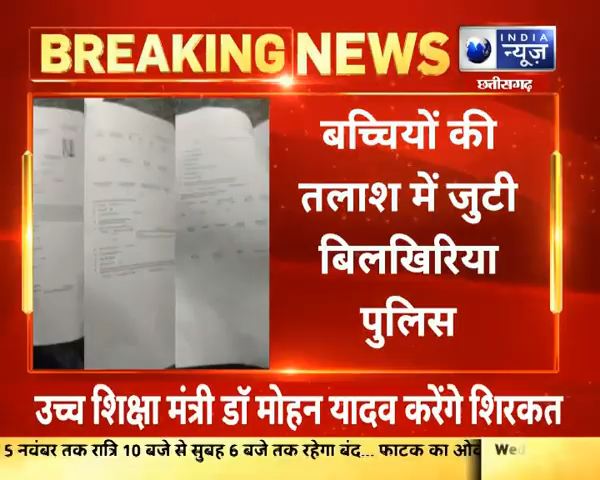 BREAKING NEWS
INDIA
न्यूज़
छत्तीसगढ़
बच्चियों की
तलाश में जुटी
बिलखिरिया
पुलिस
उच्च शिक्षा मंत्री डॉ मोहन यादव करेंगे शिरकत
5 नवंबर तक रात्रि 10 बजे से सुबह 6 बजे तक रहेगा बंद... फाटक का Wed